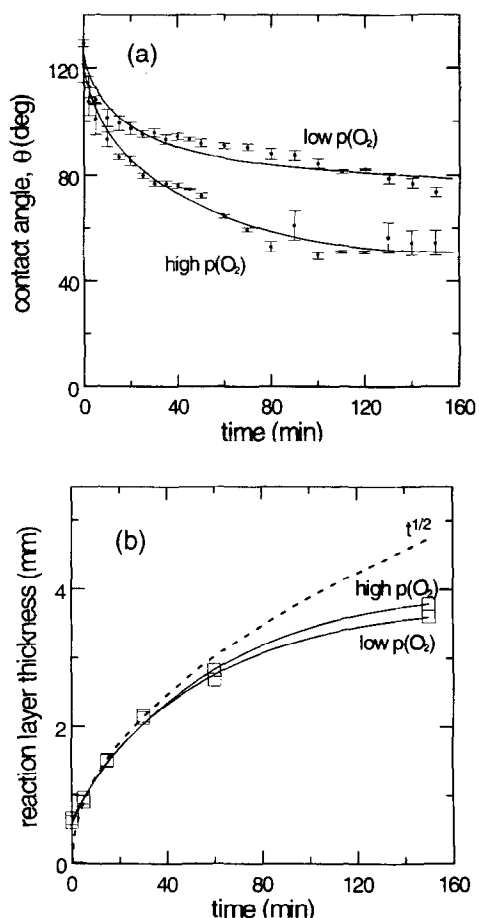 (a)
contact angle, θ (deg)
120
80
40
0
low p(O₂)
high p(O₂)
0 40 80 120 160
time (min)
(b)
reaction layer thickness (mm)
4
2
0
t^1/2
high p(O₂)
low p(O₂)
0 40 80 120 160
time (min)